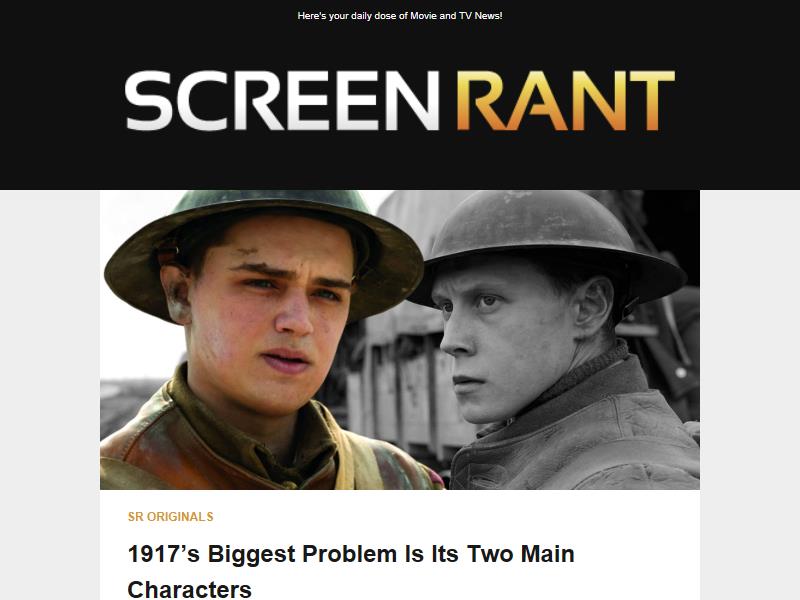 Here's your daily dose of Movie and TV News!
SCREEN RANT
SR ORIGINALS
1917’s Biggest Problem Is Its Two Main
Characters